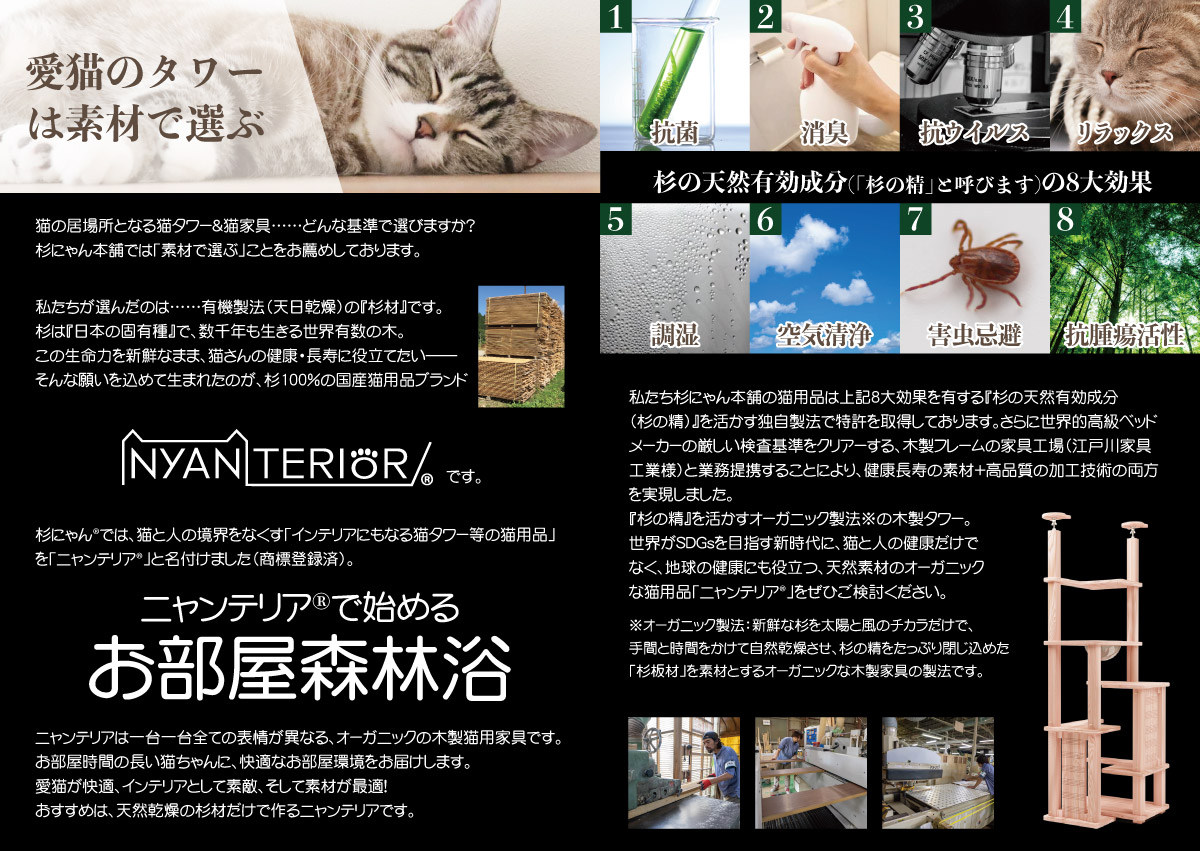 愛猫のタワー
は素材で選ぶ
猫の居場所となる猫タワー&猫家具……どんな基準で選びますか?
杉にゃん本舗では「素材で選ぶ」ことをお薦めしております。
私たちが選んだのは……有機製法(天日乾燥)の『杉材』です。
杉は『日本の固有種』で、数千年も生きる世界有数の木。
この生命力を新鮮なまま、猫さんの健康・長寿に役立てたい――
そんな願いを込めて生まれたのが、杉100%の国産猫用品ブランド
NYANTERIOR® です。
杉にゃん®では、猫と人の境界をなくす「インテリアにもなる猫タワー等の猫用品」
を「ニャンテリア®」と名付けました(商標登録済)。
ニャンテリア®で始める
お部屋森林浴
ニャンテリアは一台一台全ての表情が異なる、オーガニックの木製猫用家具です。
お部屋時間の長い猫ちゃんに、快適なお部屋環境をお届けします。
愛猫が快適、インテリアとして素敵、そして素材が最適!
おすすめは、天然乾燥の杉材だけで作るニャンテリアです。
1 抗菌
2 消臭
3 抗ウイルス
4 リラックス
杉の天然有効成分(「杉の精」と呼びます)の8大効果
5 調湿
6 空気清浄
7 害虫忌避
8 抗腫瘍活性
私たち杉にゃん本舗の猫用品は上記8大効果を有する『杉の天然有効成分
(杉の精)』を活かす独自製法で特許を取得しております。さらに世界的高級ベッド
メーカーの厳しい検査基準をクリアーする、木製フレームの家具工場(江戸川家具
工業様)と業務提携することにより、健康長寿の素材+高品質の加工技術の両方
を実現しました。
『杉の精』を活かすオーガニック製法※の木製タワー。
世界がSDGsを目指す新時代に、猫と人の健康だけで
なく、地球の健康にも役立つ、天然素材のオーガニック
な猫用品「ニャンテリア®」をぜひご検討ください。
※オーガニック製法:新鮮な杉を太陽と風のチカラだけで、
手間と時間をかけて自然乾燥させ、杉の精をたっぷり閉じ込めた
「杉板材」を素材とするオーガニックな木製家具の製法です。